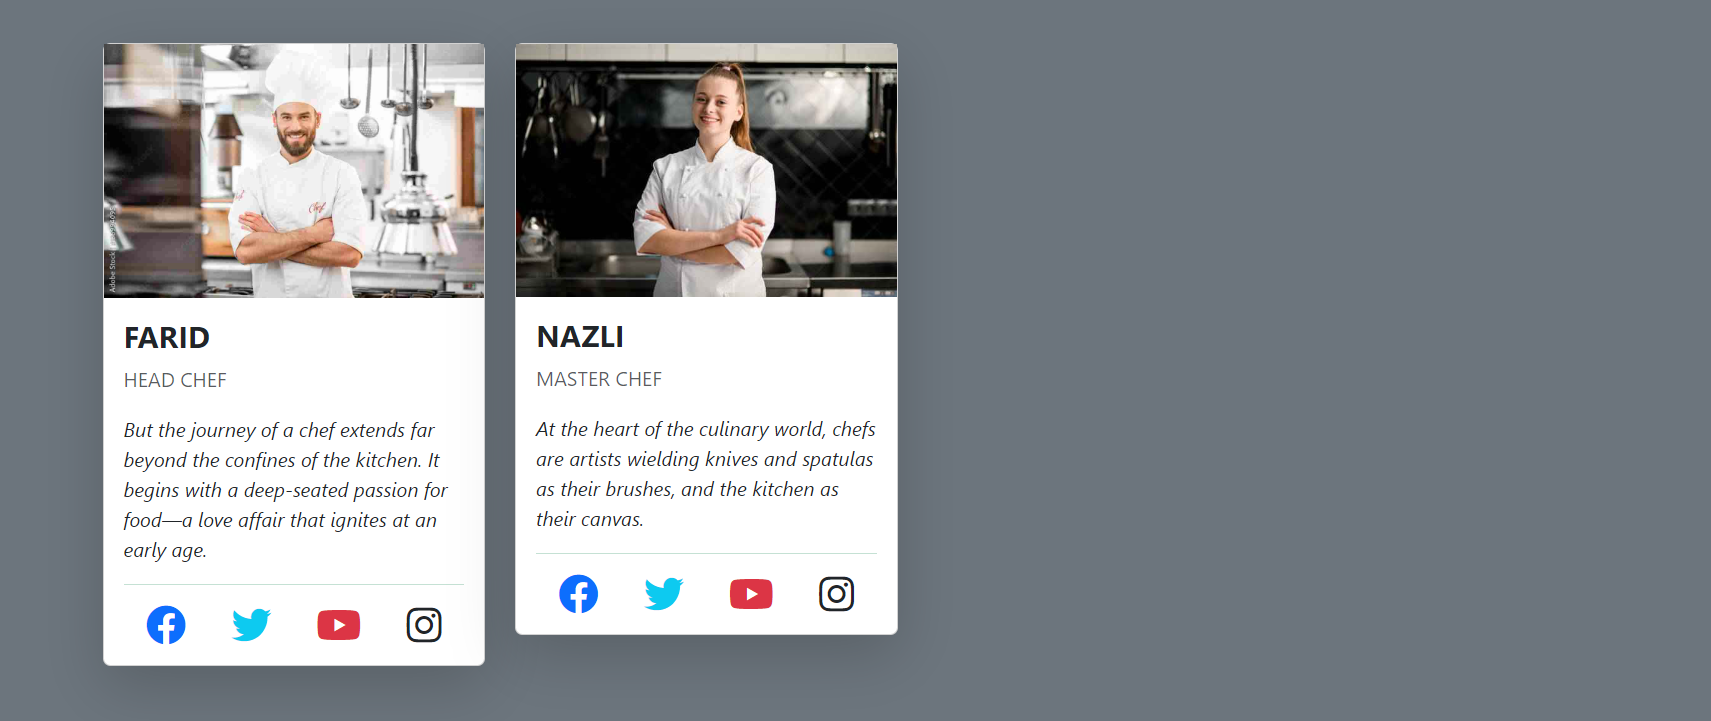 Chef
Adobe Stock
FARID
HEAD CHEF
But the journey of a chef extends far
beyond the confines of the kitchen. It
begins with a deep-seated passion for
food—a love affair that ignites at an
early age.
NAZLI
MASTER CHEF
At the heart of the culinary world, chefs
are artists wielding knives and spatulas
as their brushes, and the kitchen as
their canvas.